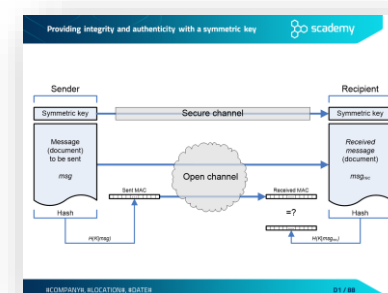 Providing integrity and authenticity with a symmetric key
scademy
Sender
Recipient
Symmetric key
Secure channel
Symmetric key
Message
(document)
to be sent
msg
Received
message
(document)
msgrec
Open channel
Sent MAC
Received MAC
=?
Hash
Hash
H(K|msg)
H(K|msgrec)
#COMPANY#, #LOCATION#, #DATE#
D1 / 88